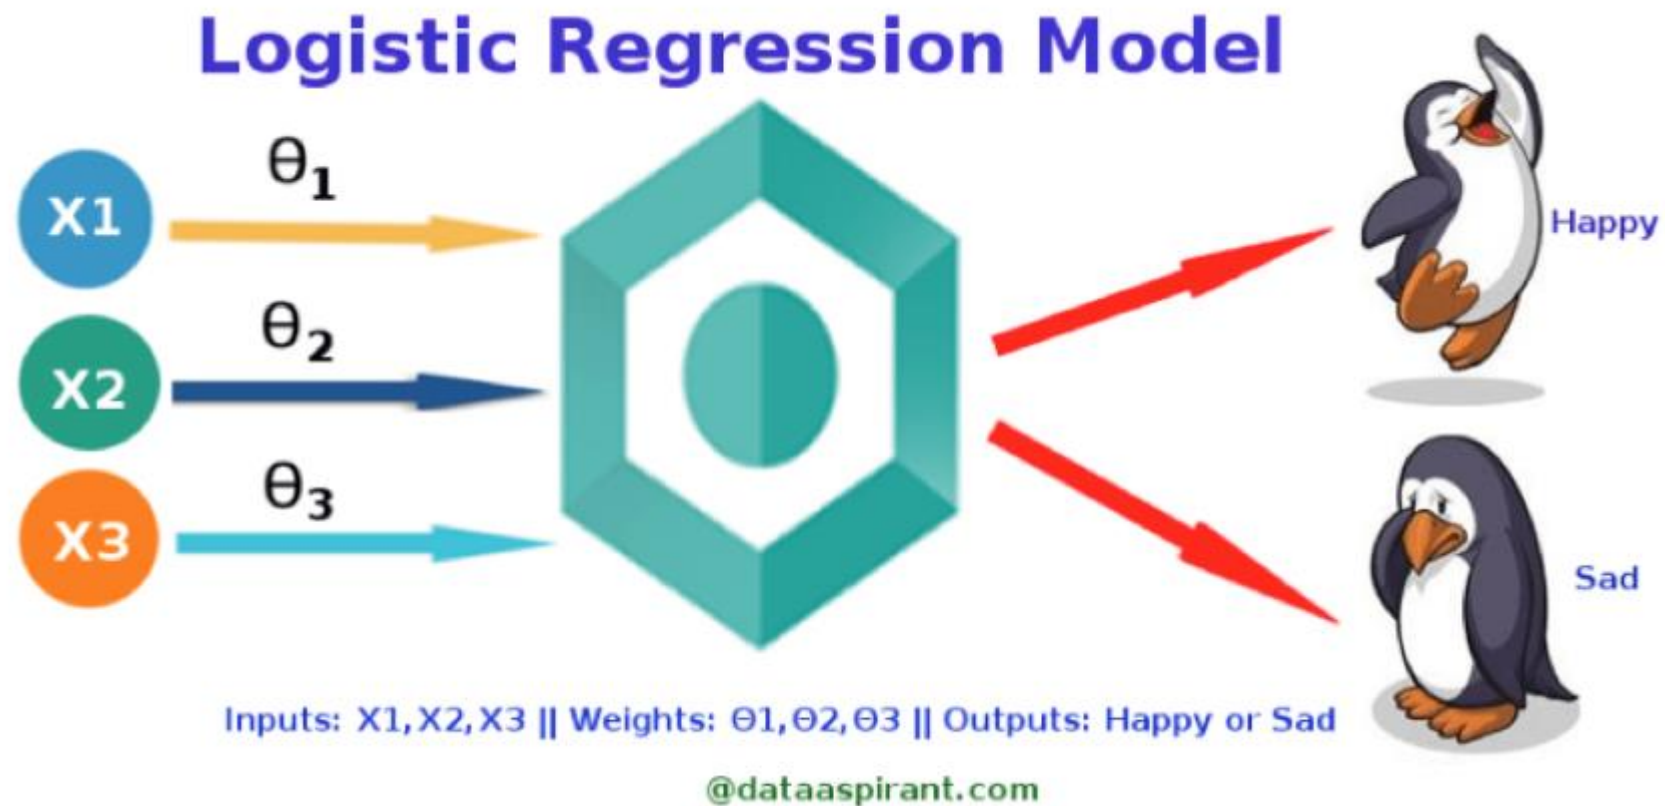 Logistic Regression Model
X1
θ1
X2
θ2
X3
θ3
Happy
Sad
Inputs: X1,X2,X3 || Weights: Θ1,Θ2,Θ3 || Outputs: Happy or Sad
@dataaspirant.com